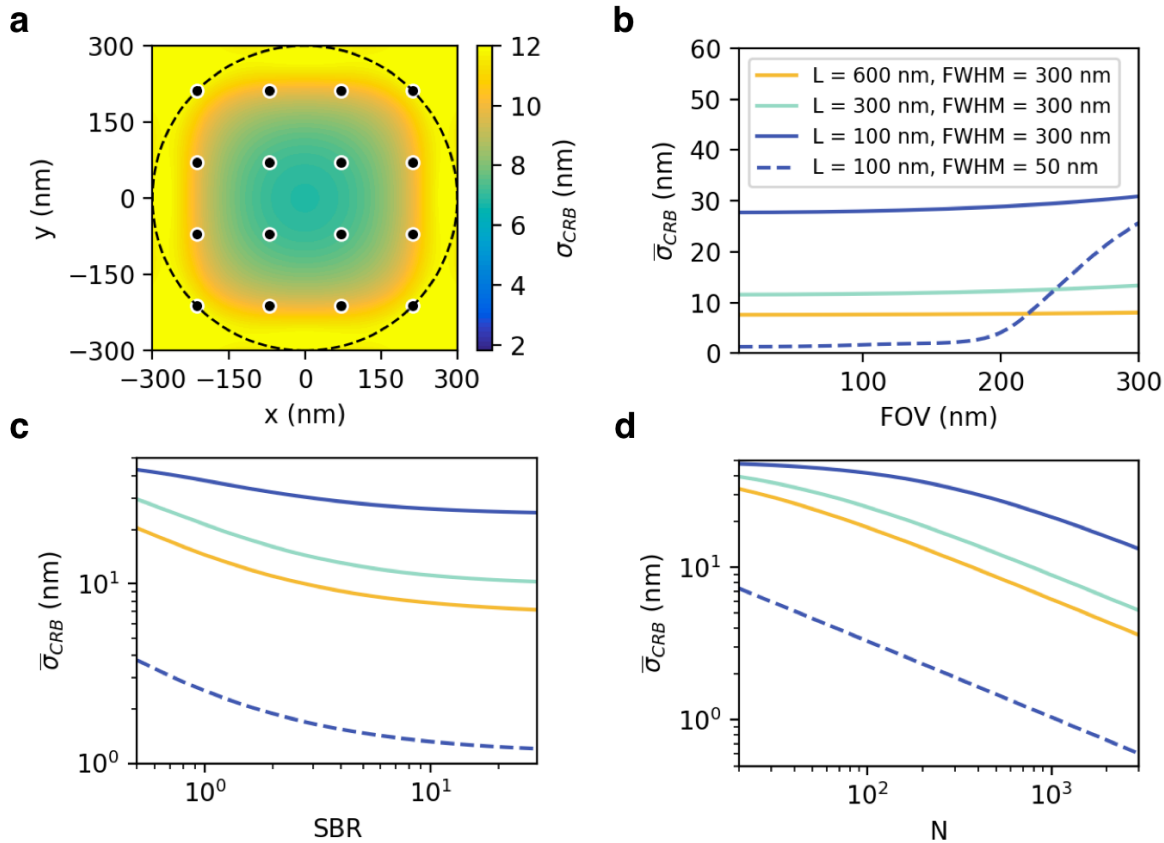 a
300
150
0
−150
−300
y (nm)
−300
−150
0
150
300
x (nm)
12
10
8
6
4
2
σCRB (nm)
b
60
50
40
30
20
10
0
σ̅CRB (nm)
L = 600 nm, FWHM = 300 nm
L = 300 nm, FWHM = 300 nm
L = 100 nm, FWHM = 300 nm
L = 100 nm, FWHM = 50 nm
100
200
300
FOV (nm)
c
10¹
10⁰
σ̅CRB (nm)
10⁰
10¹
SBR
d
10¹
10⁰
σ̅CRB (nm)
10²
10³
N